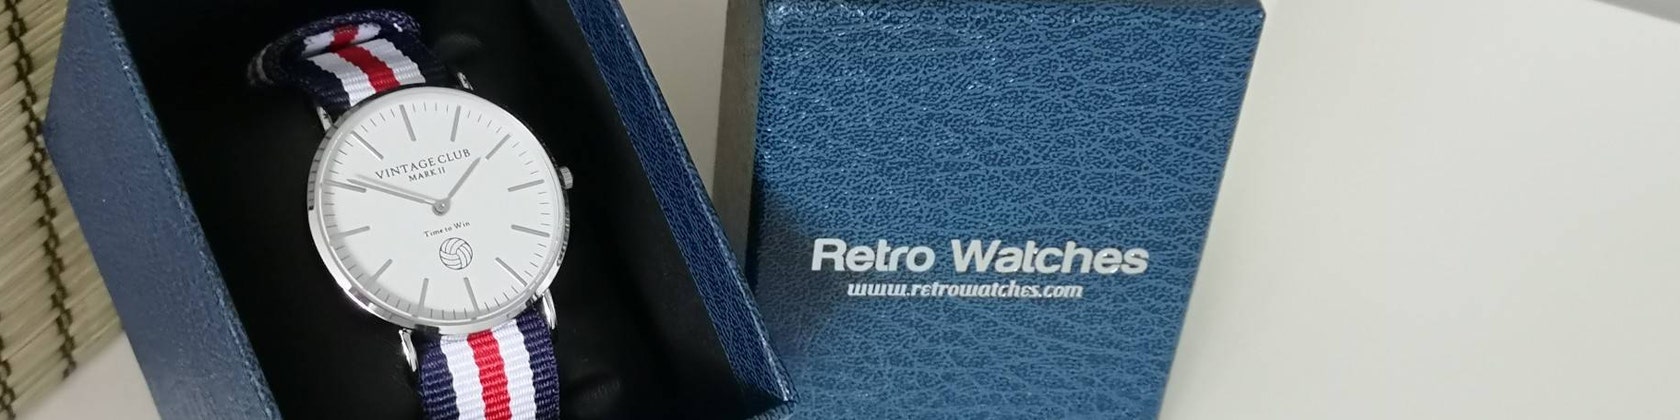 VINTAGE CLUB
MARK II
Time to Win
Retro Watches
www.retrowatches.com